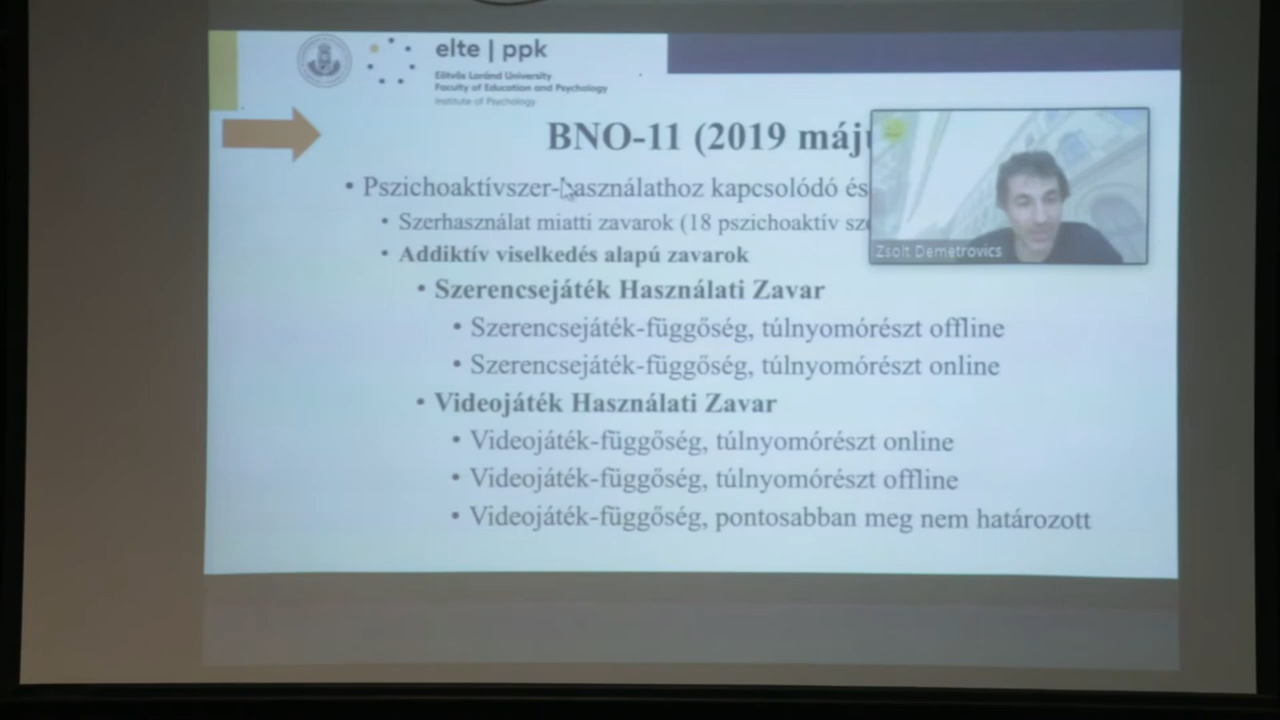 elte | ppk
Eötvös Loránd University
Faculty of Education and Psychology
Institute of Psychology
BNO-11 (2019 máju
• Pszichoaktívszer-használathoz kapcsolódó és
• Szerhasználat miatti zavarok (18 pszichoaktív sze
• Addiktív viselkedés alapú zavarok
Zsolt Demetrovics
• Szerencsejáték Használati Zavar
• Szerencsejáték-függőség, túlnyomórészt offline
• Szerencsejáték-függőség, túlnyomórészt online
• Videojáték Használati Zavar
• Videojáték-függőség, túlnyomórészt online
• Videojáték-függőség, túlnyomórészt offline
• Videojáték-függőség, pontosabban meg nem határozott